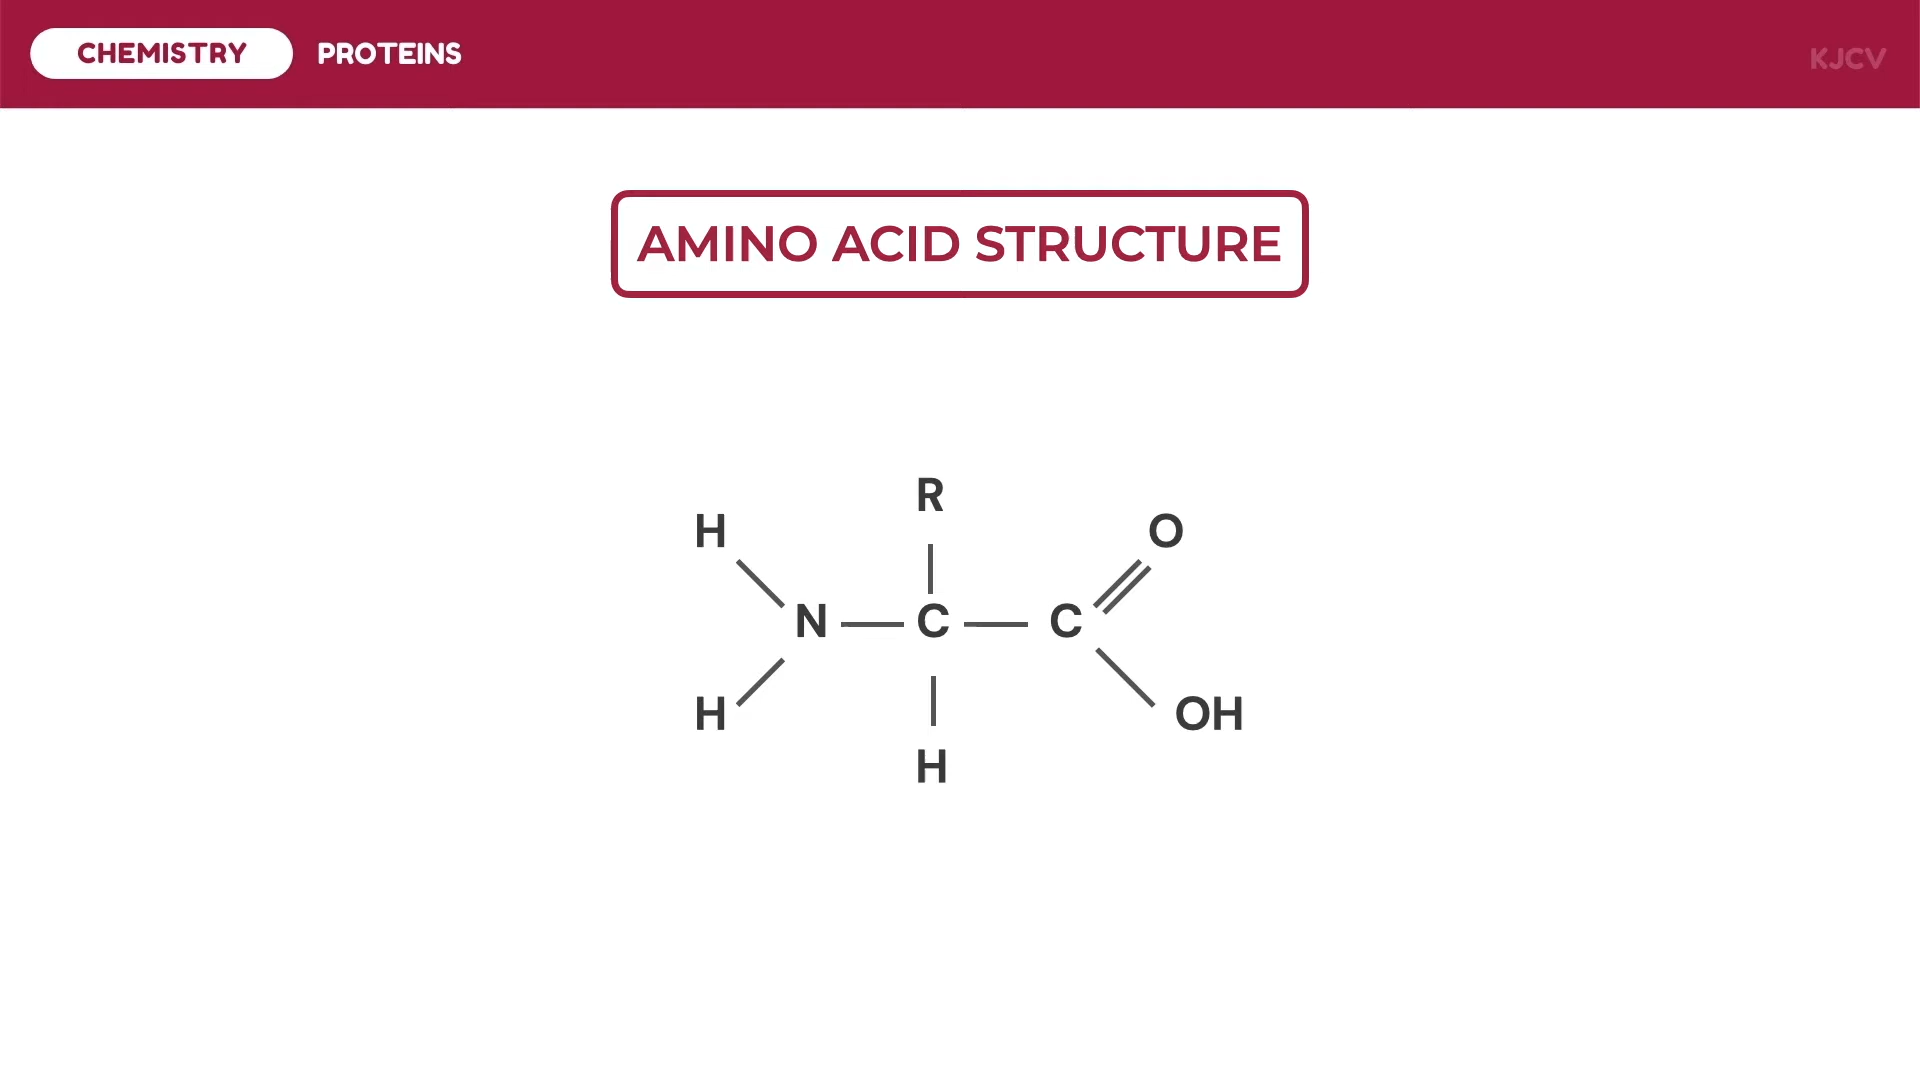 CHEMISTRY PROTEINS KJCV
AMINO ACID STRUCTURE
R
H O
N C C
H OH
H